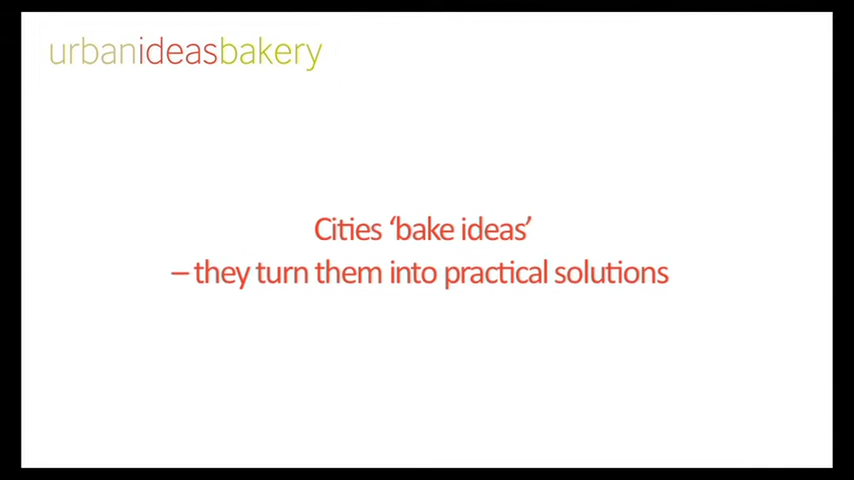 urbanideasbakery
Cities ‘bake ideas’
– they turn them into practical solutions